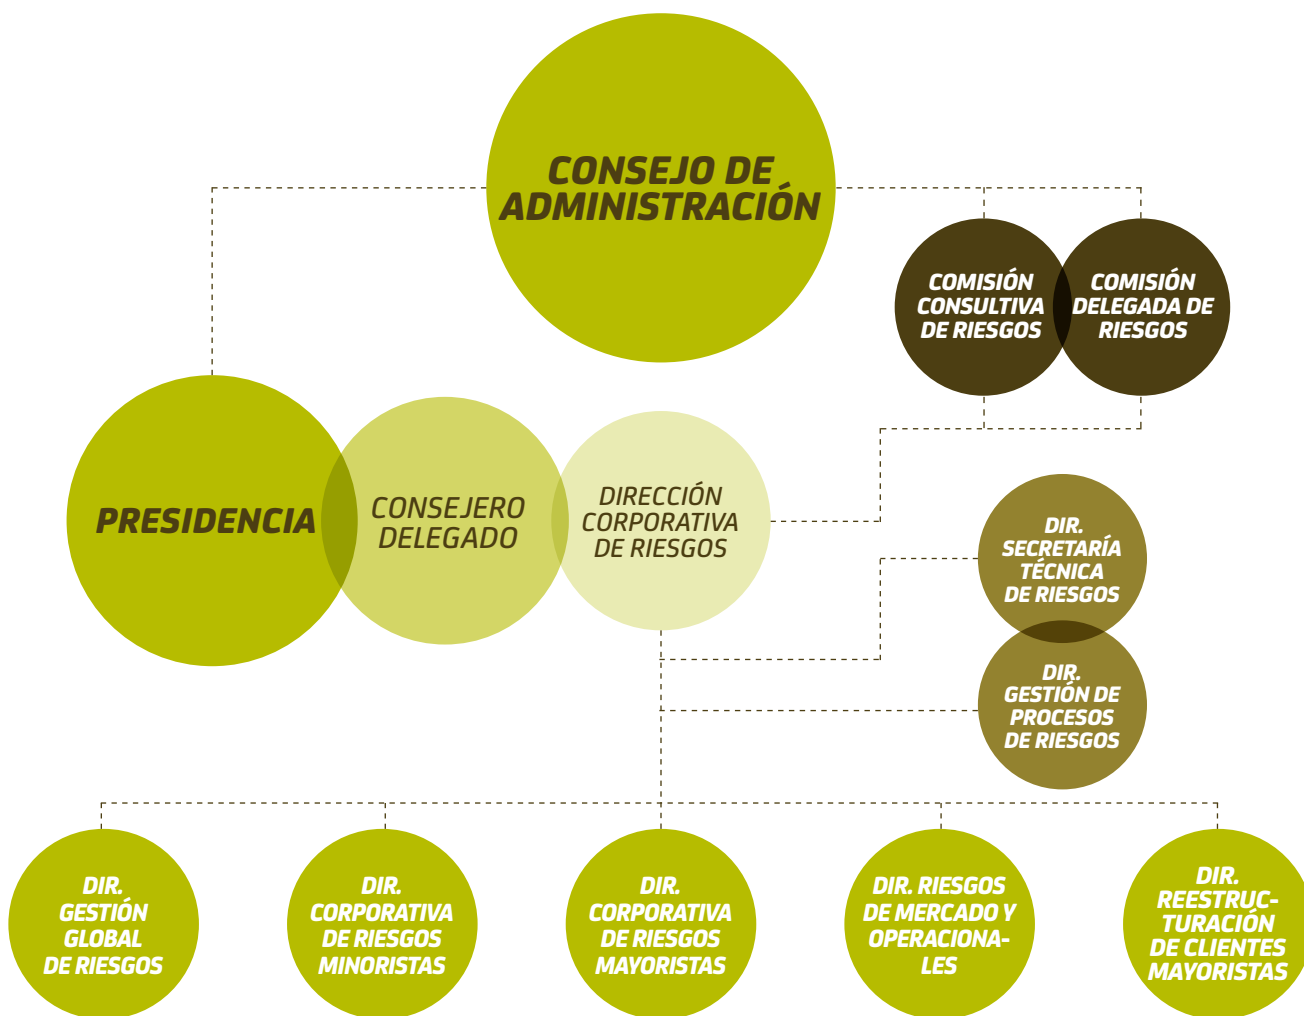 CONSEJO DE
ADMINISTRACIÓN
COMISIÓN
CONSULTIVA
DE RIESGOS
COMISIÓN
DELEGADA DE
RIESGOS
PRESIDENCIA
CONSEJERO
DELEGADO
DIRECCIÓN
CORPORATIVA
DE RIESGOS
DIR.
SECRETARÍA
TÉCNICA
DE RIESGOS
DIR.
GESTIÓN DE
PROCESOS
DE RIESGOS
DIR.
GESTIÓN
GLOBAL
DE RIESGOS
DIR.
CORPORATIVA
DE RIESGOS
MINORISTAS
DIR.
CORPORATIVA
DE RIESGOS
MAYORISTAS
DIR. RIESGOS
DE MERCADO Y
OPERACIONA-
LES
DIR.
REESTRUC-
TURACIÓN
DE CLIENTES
MAYORISTAS